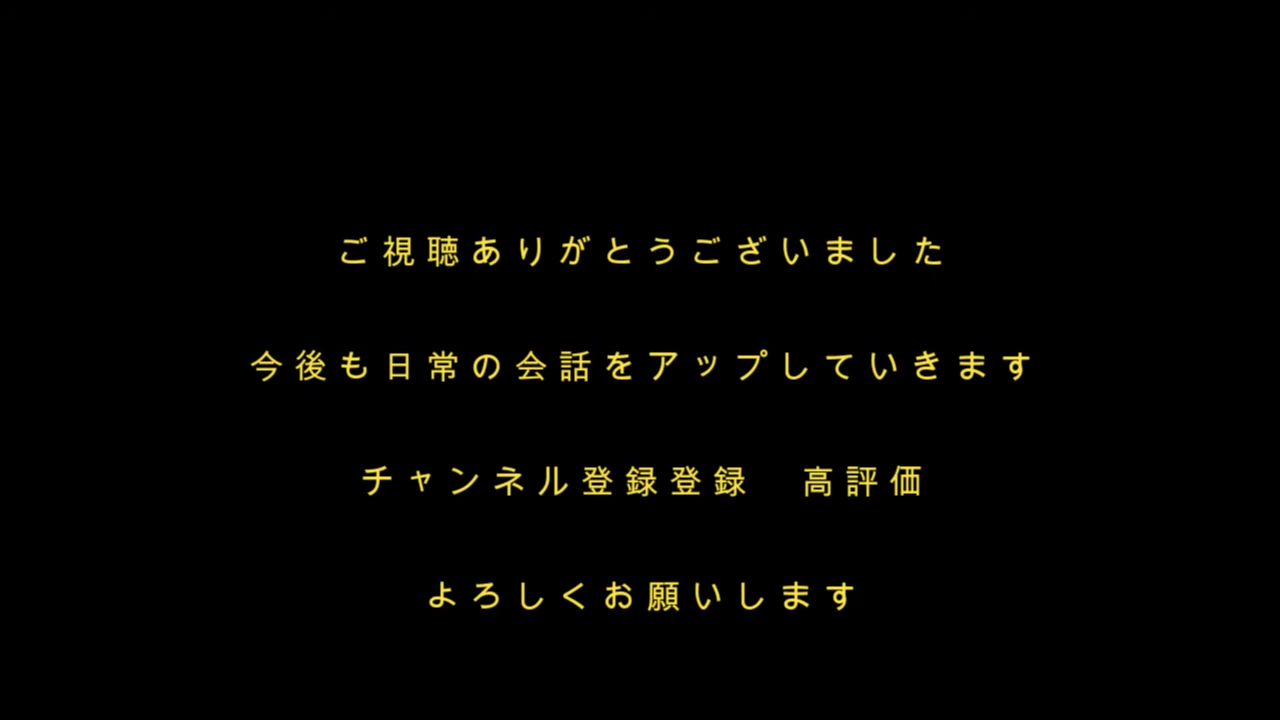 ご視聴ありがとうございました
今後も日常の会話をアップしていきます
チャンネル登録登録　高評価
よろしくお願いします